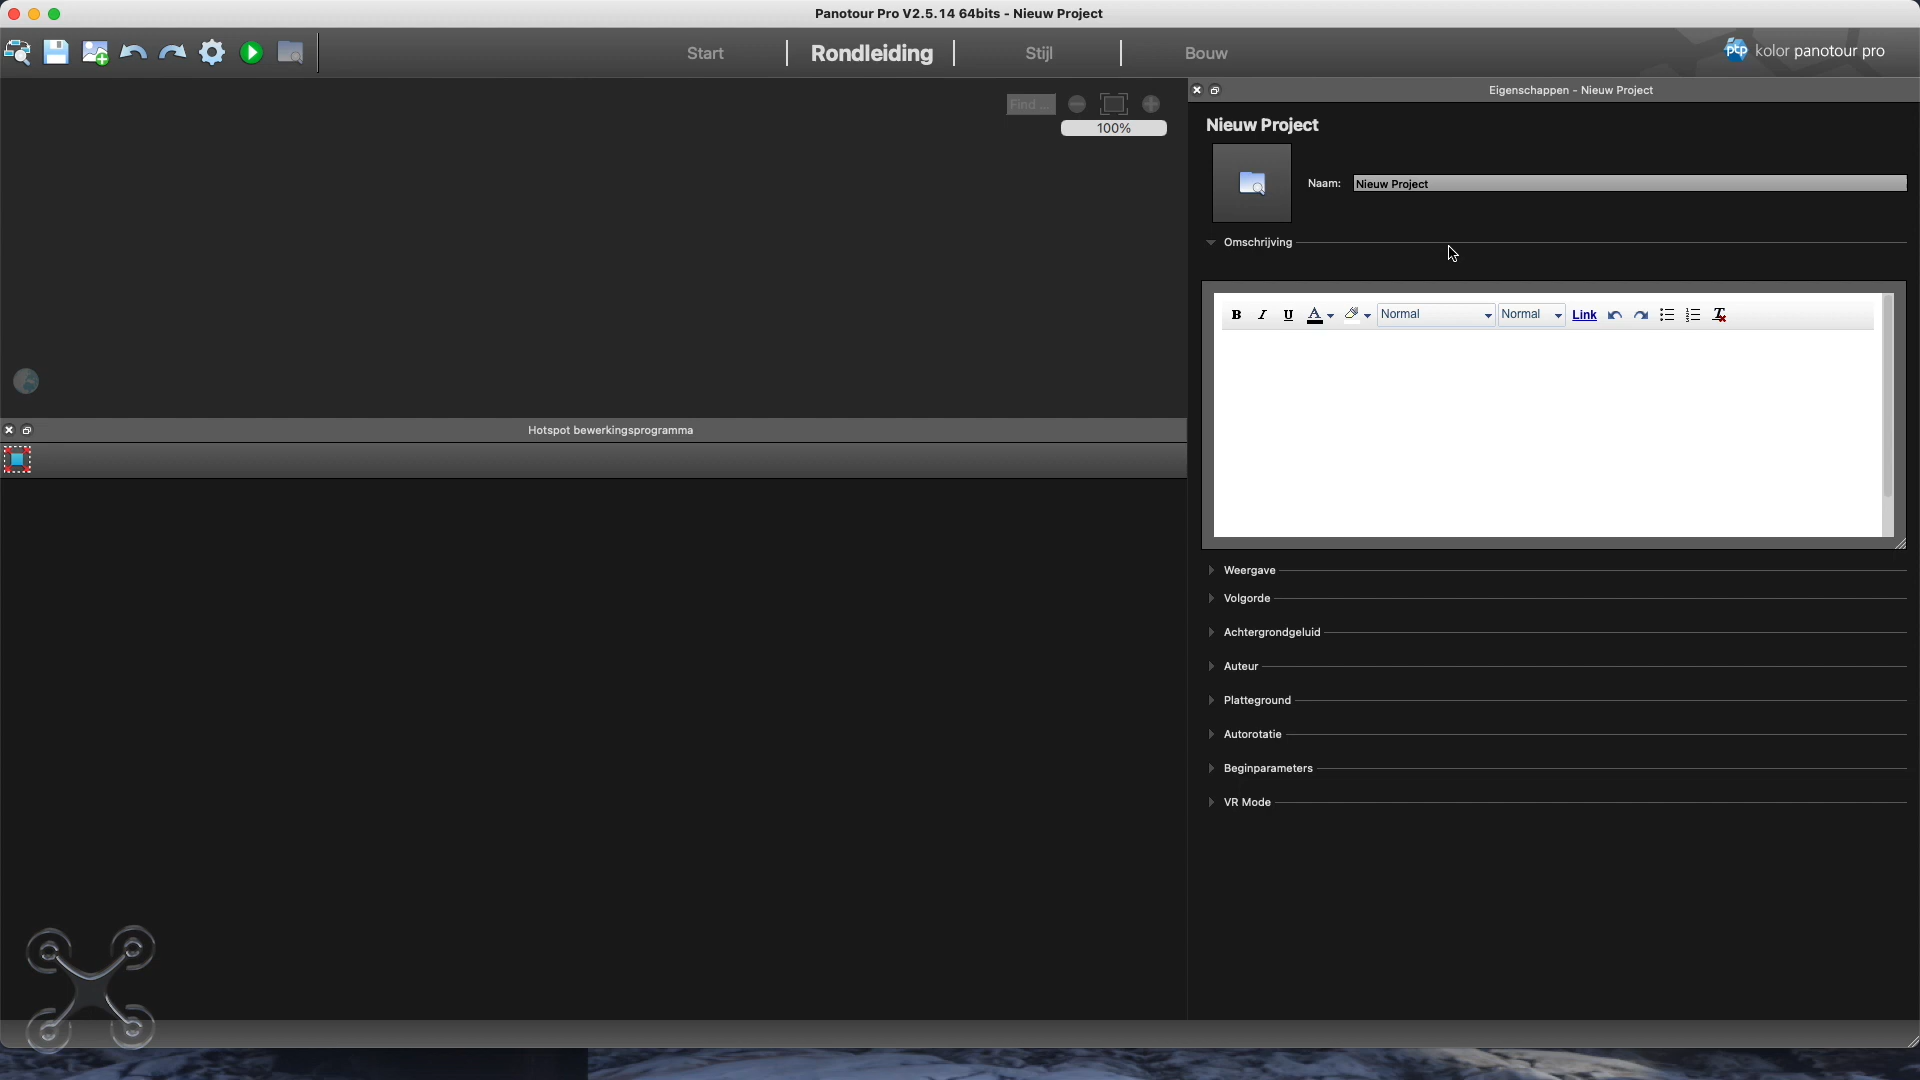 Panotour Pro V2.5.14 64bits - Nieuw Project
Start
Rondleiding
Stijl
Bouw
ptp kolor panotour pro
Find ...
100%
Eigenschappen - Nieuw Project
Nieuw Project
Naam: Nieuw Project
Omschrijving
B I U A Normal Normal Link
Hotspot bewerkingsprogramma
Weergave
Volgorde
Achtergrondgeluid
Auteur
Platteground
Autorotatie
Beginparameters
VR Mode